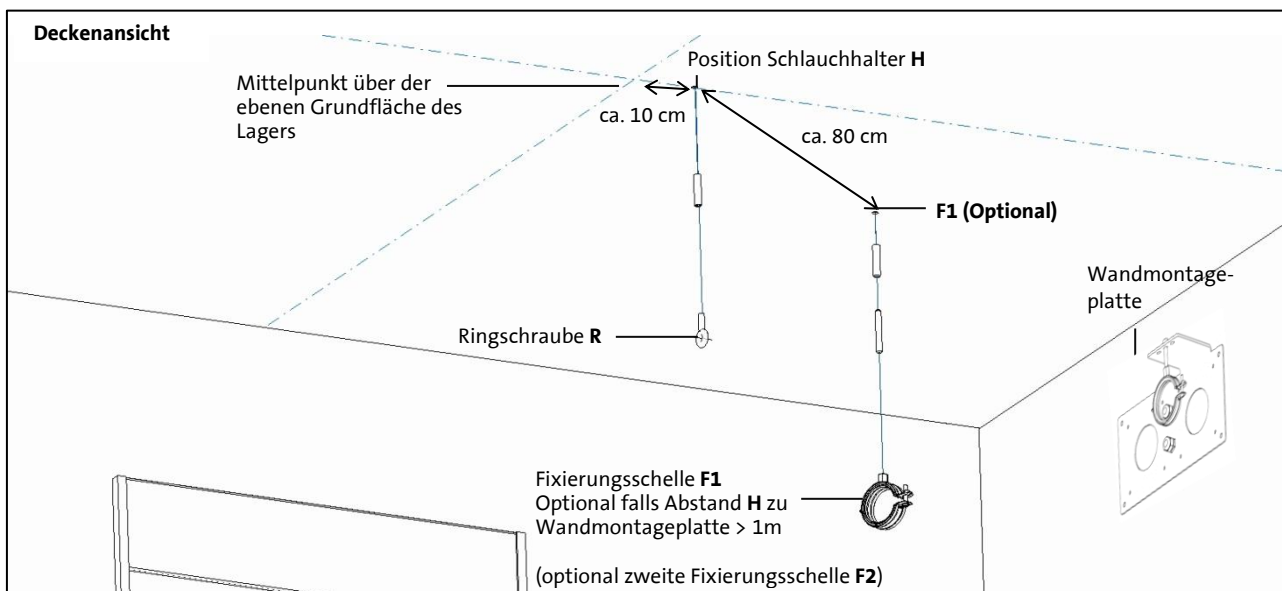 Deckenansicht
Position Schlauchhalter H
Mittelpunkt über der
ebenen Grundfläche des
Lagers
ca. 10 cm
ca. 80 cm
F1 (Optional)
Wandmontage-
platte
Ringschraube R
Fixierungsschelle F1
Optional falls Abstand H zu
Wandmontageplatte > 1m
(optional zweite Fixierungsschelle F2)